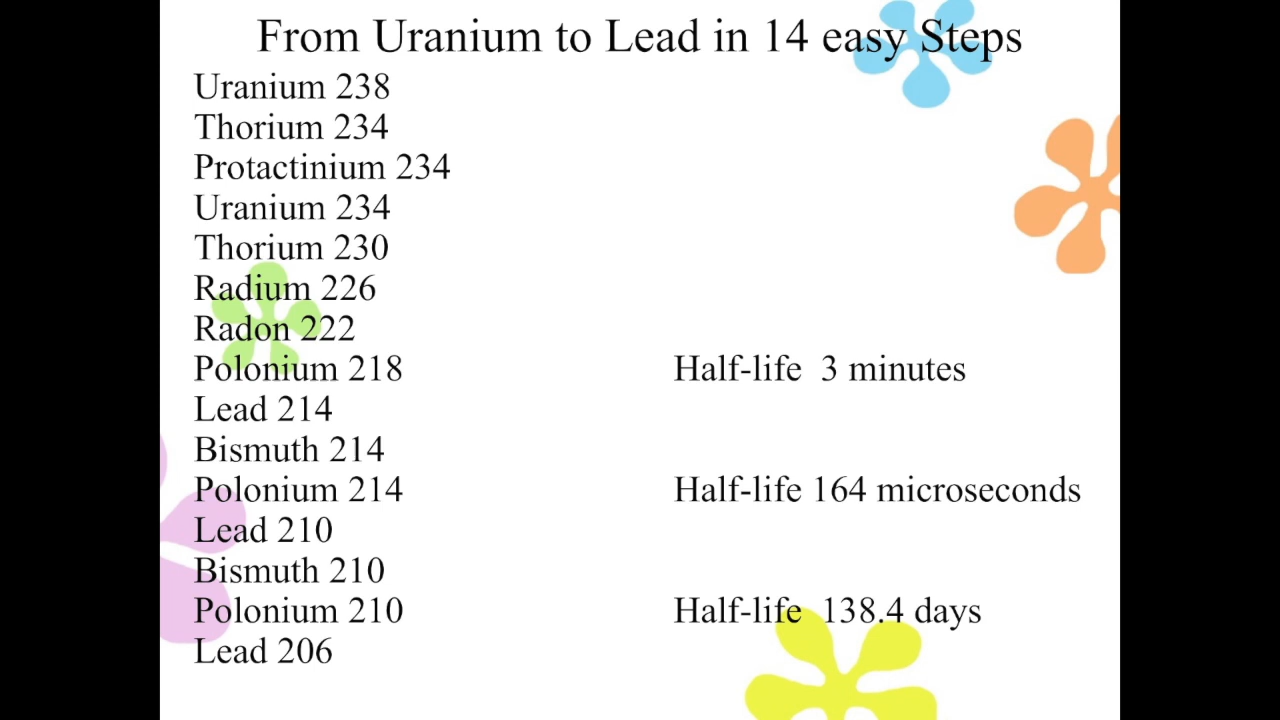 From Uranium to Lead in 14 easy Steps
Uranium 238
Thorium 234
Protactinium 234
Uranium 234
Thorium 230
Radium 226
Radon 222
Polonium 218 Half-life 3 minutes
Lead 214
Bismuth 214
Polonium 214 Half-life 164 microseconds
Lead 210
Bismuth 210
Polonium 210 Half-life 138.4 days
Lead 206